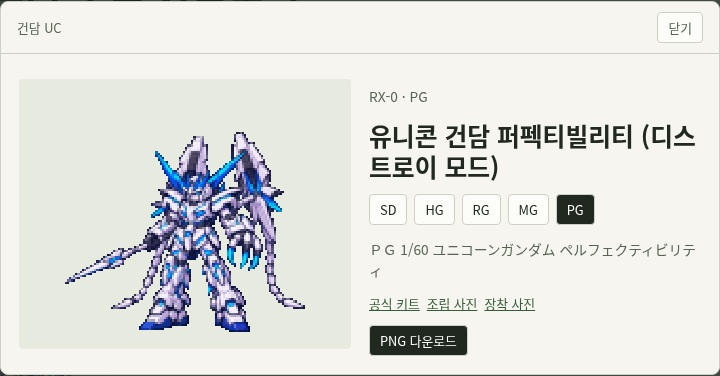 건담 UC
닫기
RX-0 · PG
유니콘 건담 퍼펙티빌리티 (디스
트로이 모드)
SD HG RG MG PG
ＰＧ 1/60 ユニコーンガンダム ペルフェクティビリテ
ィ
공식 키트 조립 사진 장착 사진
PNG 다운로드